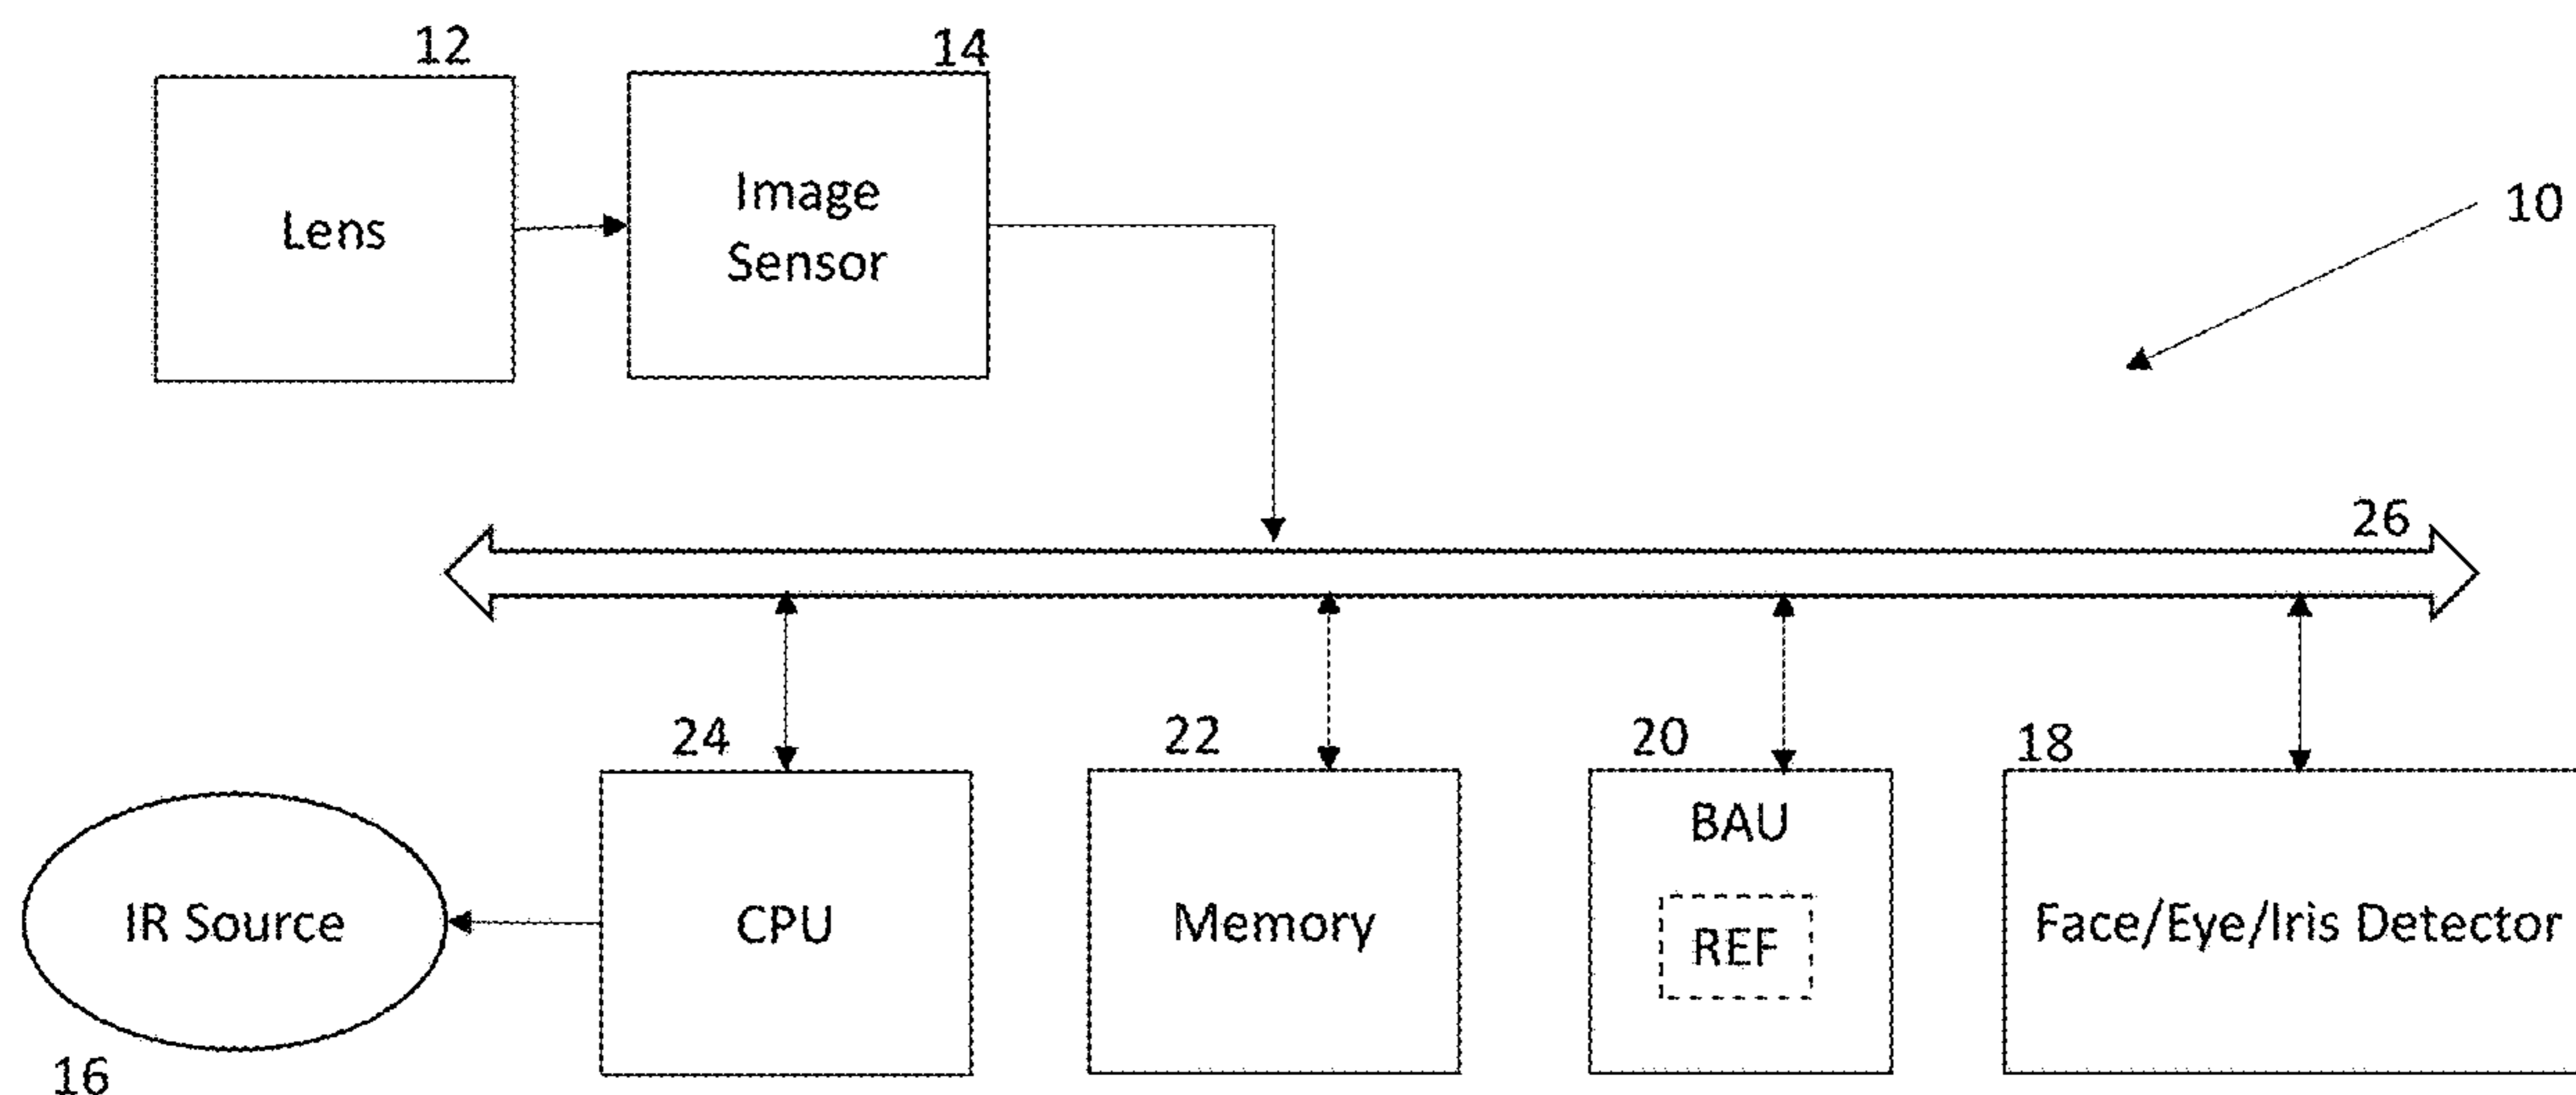 12
14
Lens
Image
Sensor
10
26
24
22
20
18
IR Source
CPU
Memory
BAU
REF
Face/Eye/Iris Detector
16